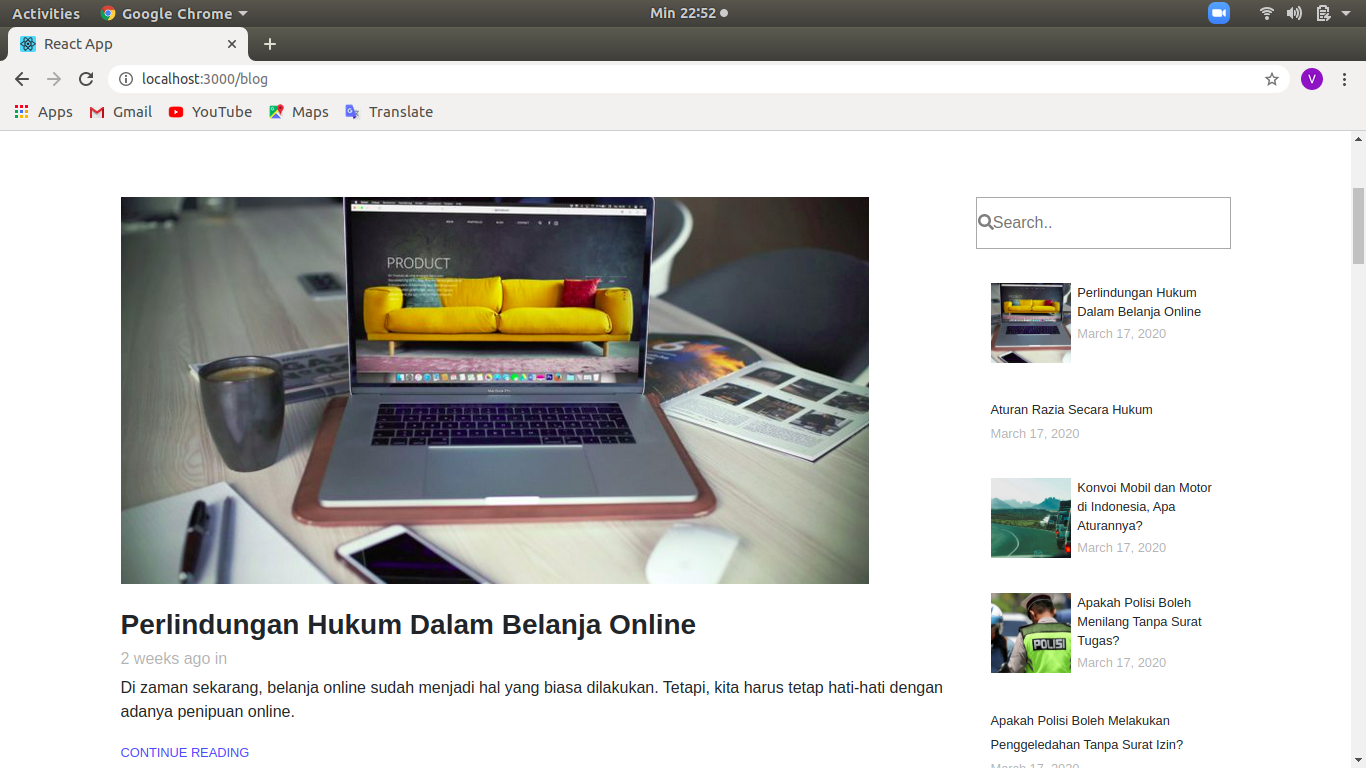 Activities
Google Chrome
Min 22:52
React App
localhost:3000/blog
V
Apps
Gmail
YouTube
Maps
Translate
PRODUCT
Search..
Perlindungan Hukum
Dalam Belanja Online
March 17, 2020
Aturan Razia Secara Hukum
March 17, 2020
Konvoi Mobil dan Motor
di Indonesia, Apa
Aturannya?
March 17, 2020
POLISI
Apakah Polisi Boleh
Menilang Tanpa Surat
Tugas?
March 17, 2020
Apakah Polisi Boleh Melakukan
Penggeledahan Tanpa Surat Izin?
March 17, 2020
Perlindungan Hukum Dalam Belanja Online
2 weeks ago in
Di zaman sekarang, belanja online sudah menjadi hal yang biasa dilakukan. Tetapi, kita harus tetap hati-hati dengan
adanya penipuan online.
CONTINUE READING